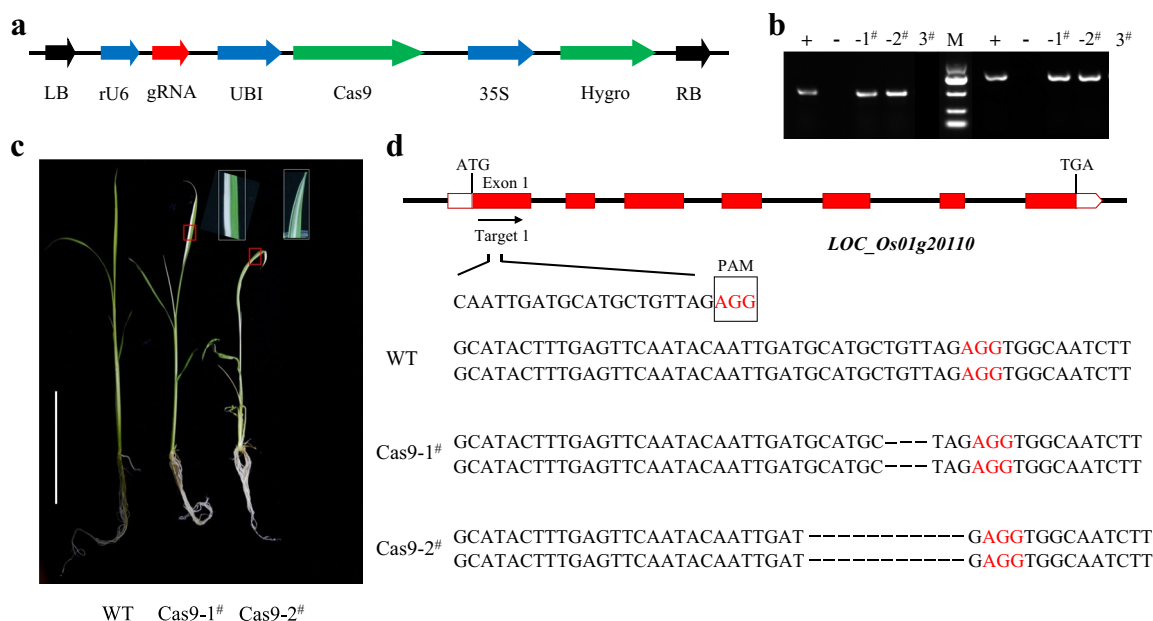 a
LB rU6 gRNA UBI Cas9 35S Hygro RB
b
+ - -1# -2# 3# M + - -1# -2# 3#
c
WT Cas9-1# Cas9-2#
d
ATG TGA
Exon 1
Target 1
LOC_Os01g20110
PAM
CAATTGATGCATGCTGTTAGAGG
WT
GCATACTTTGAGTTCAATACAATTGATGCATGCTGTTAGAGGTGGCAATCTT
GCATACTTTGAGTTCAATACAATTGATGCATGCTGTTAGAGGTGGCAATCTT
Cas9-1#
GCATACTTTGAGTTCAATACAATTGATGCATGC---TAGAGGTGGCAATCTT
GCATACTTTGAGTTCAATACAATTGATGCATGC---TAGAGGTGGCAATCTT
Cas9-2#
GCATACTTTGAGTTCAATACAATTGAT-----------GAGGTGGCAATCTT
GCATACTTTGAGTTCAATACAATTGAT-----------GAGGTGGCAATCTT